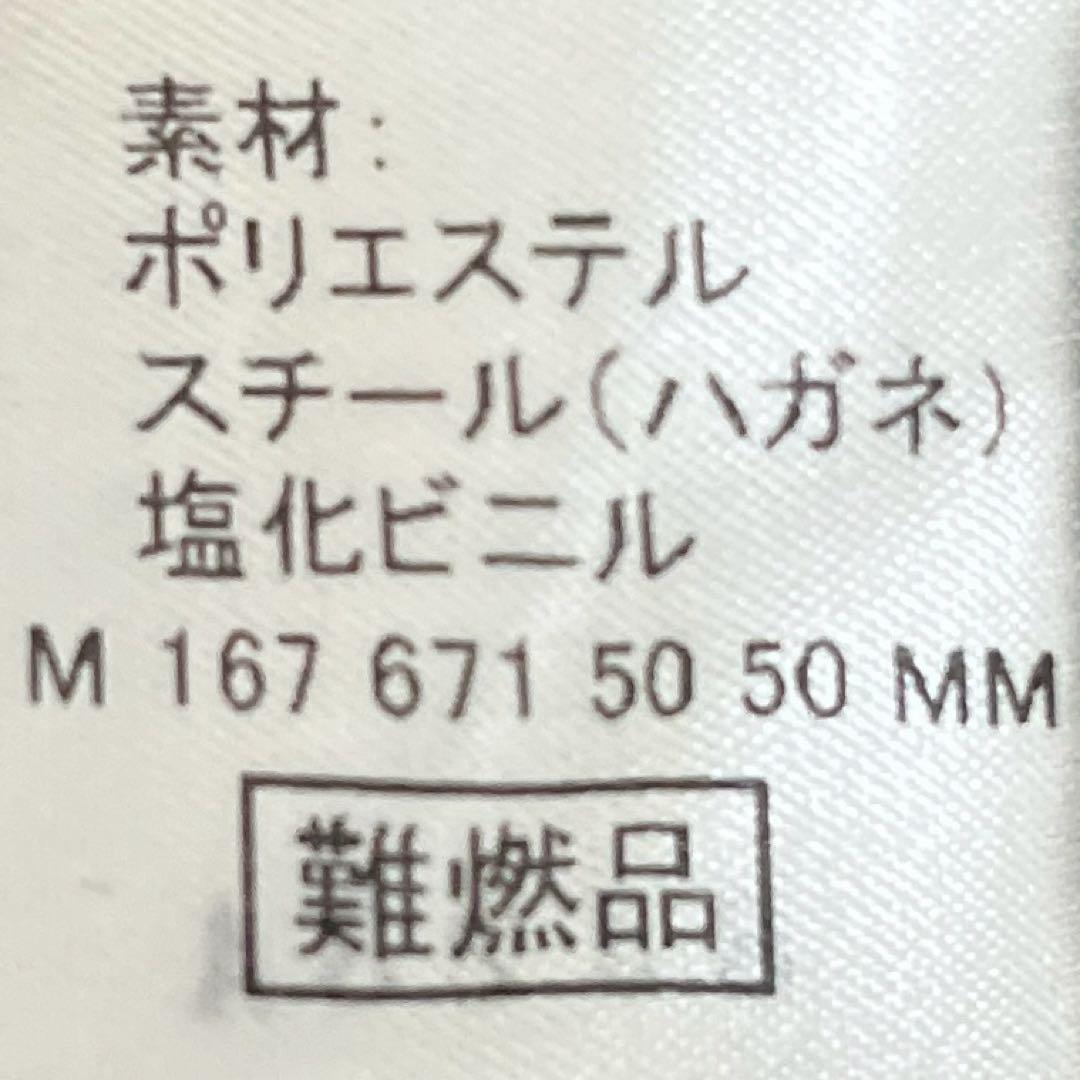 素材:
ポリエステル
スチール(ハガネ)
塩化ビニル
M 167 671 50 50 MM
難燃品